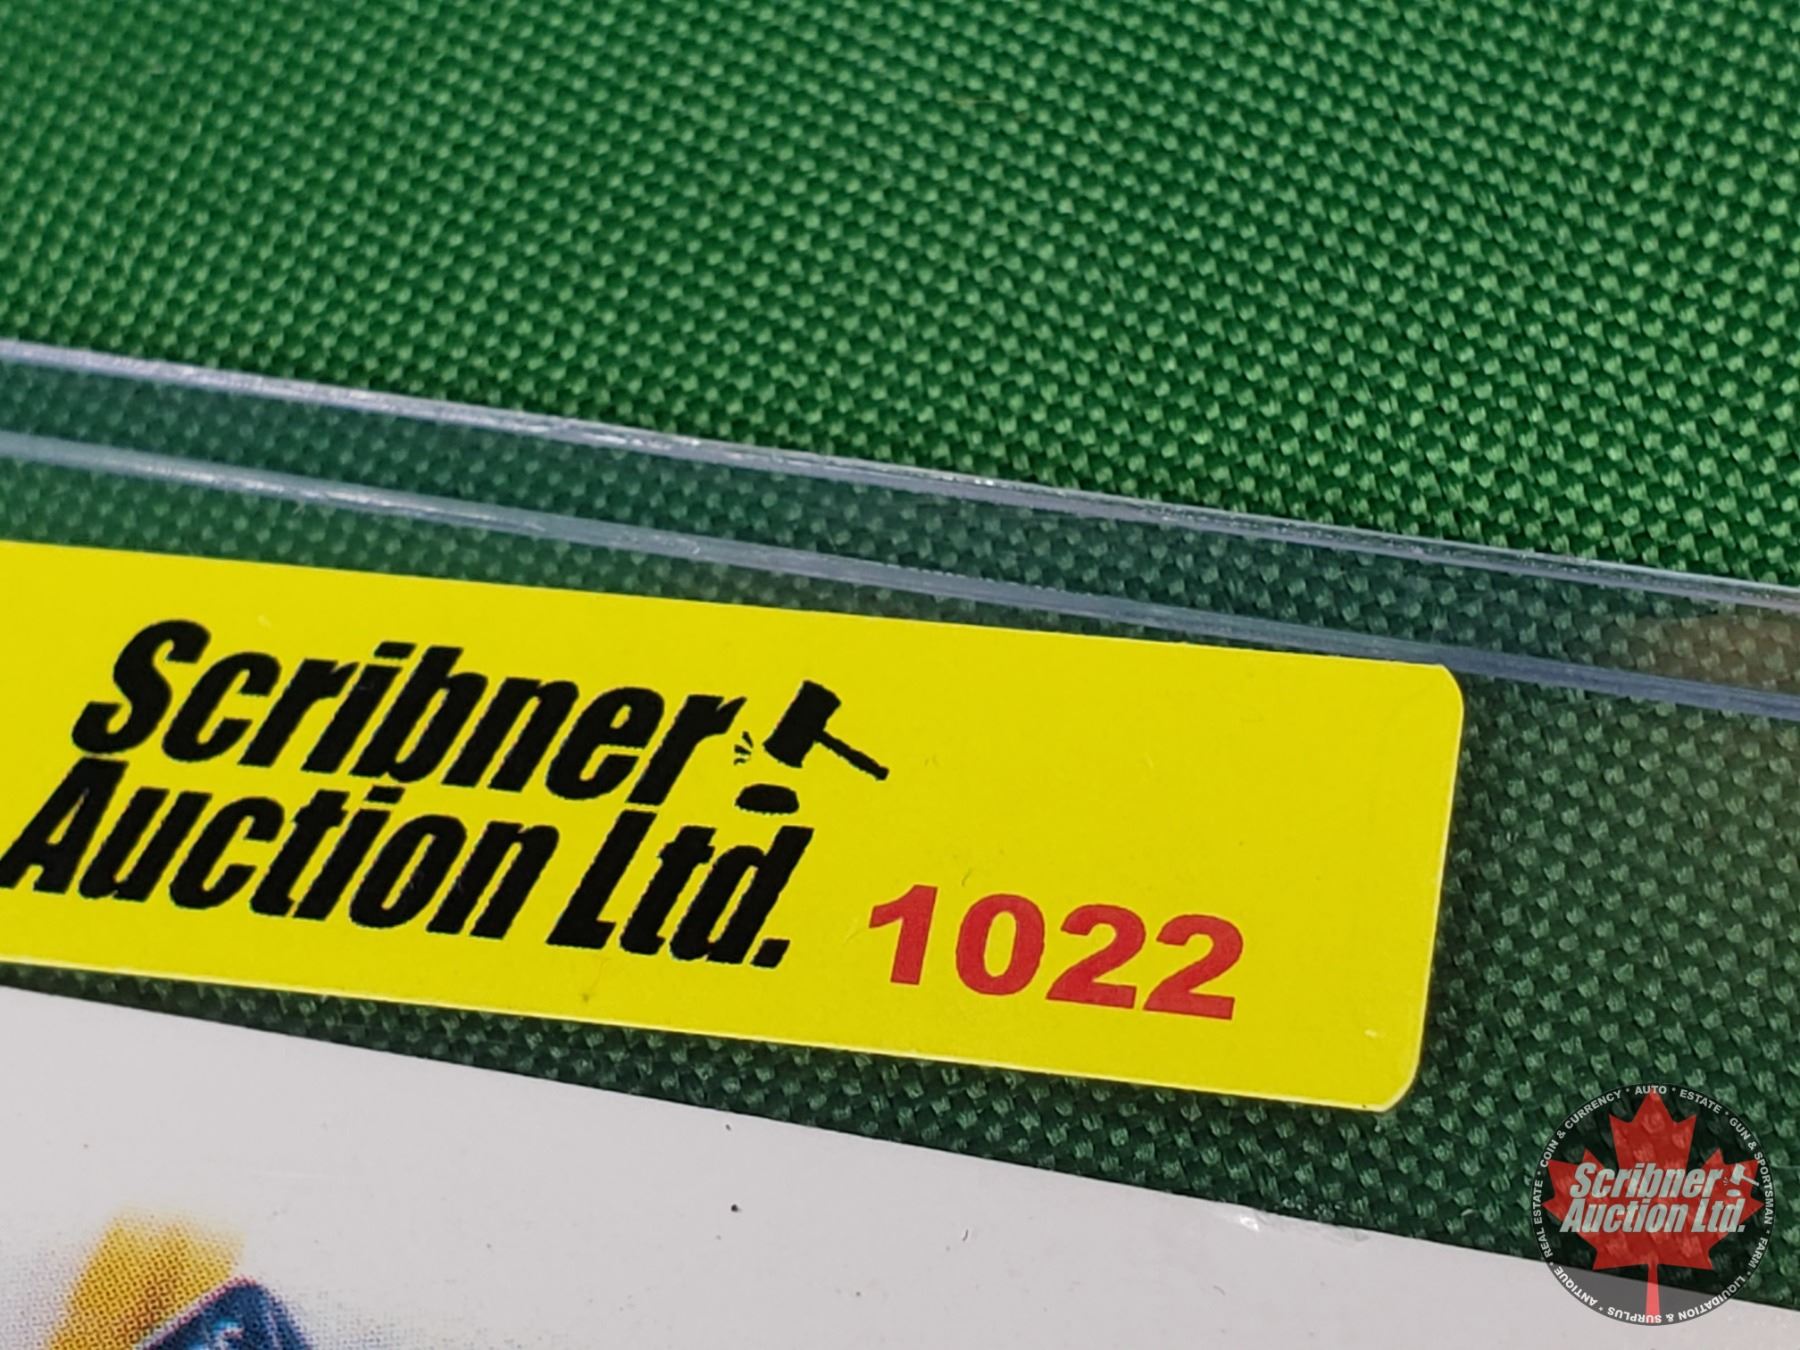 Scribner
Auction Ltd.
1022
COIN & CURRENCY * AUTO * ESTATE * GUN & SPORTSMAN * FARM * LIQUIDATION & SURPLUS * ANTIQUE * REAL ESTATE *
Scribner
Auction Ltd.